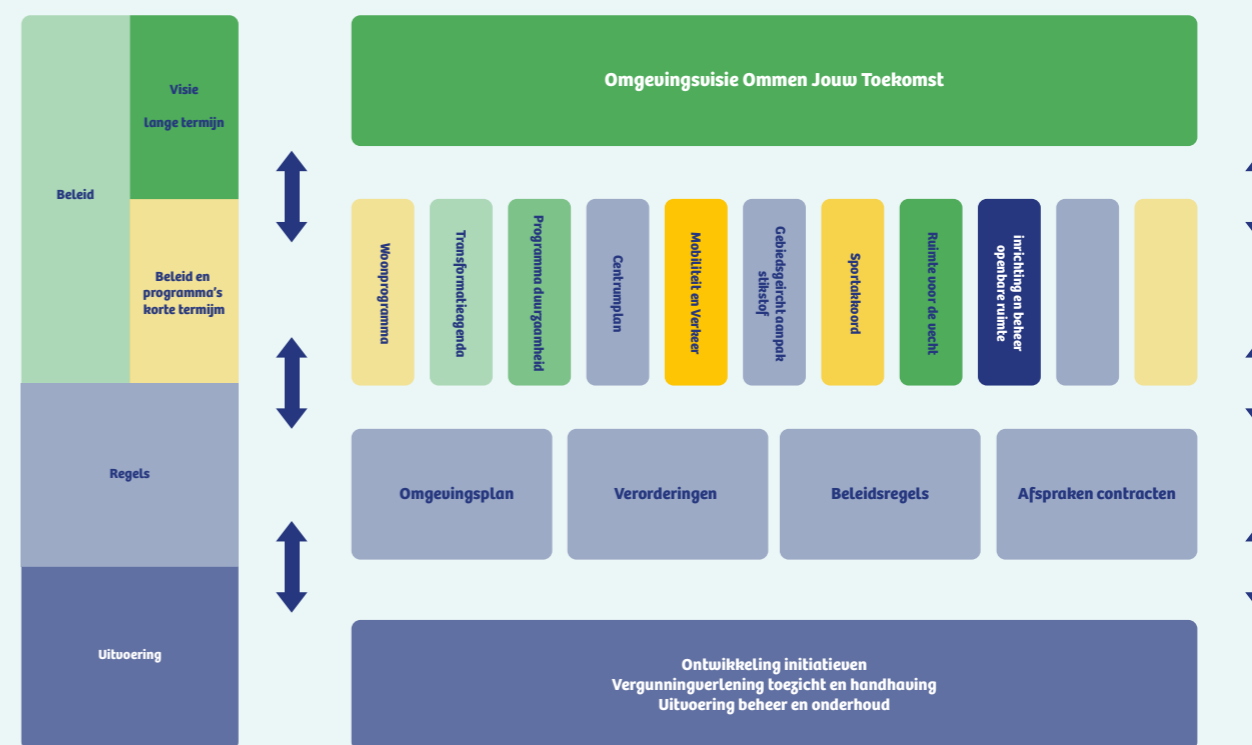 Beleid
Visie
lange termijn
Beleid en
programma's
korte termijm
Regels
Uitvoering
Omgevingsvisie Ommen Jouw Toekomst
Woonprogramma
Transformatieagenda
Programma duurzaamheid
Centrumplan
Mobiliteit en Verkeer
Gebiedsgeircht aanpak
stikstof
Sportakkoord
Ruimte voor de vecht
inrichting en beheer
openbare ruimte
Omgevingsplan
Verorderingen
Beleidsregels
Afspraken contracten
Ontwikkeling initiatieven
Vergunningverlening toezicht en handhaving
Uitvoering beheer en onderhoud